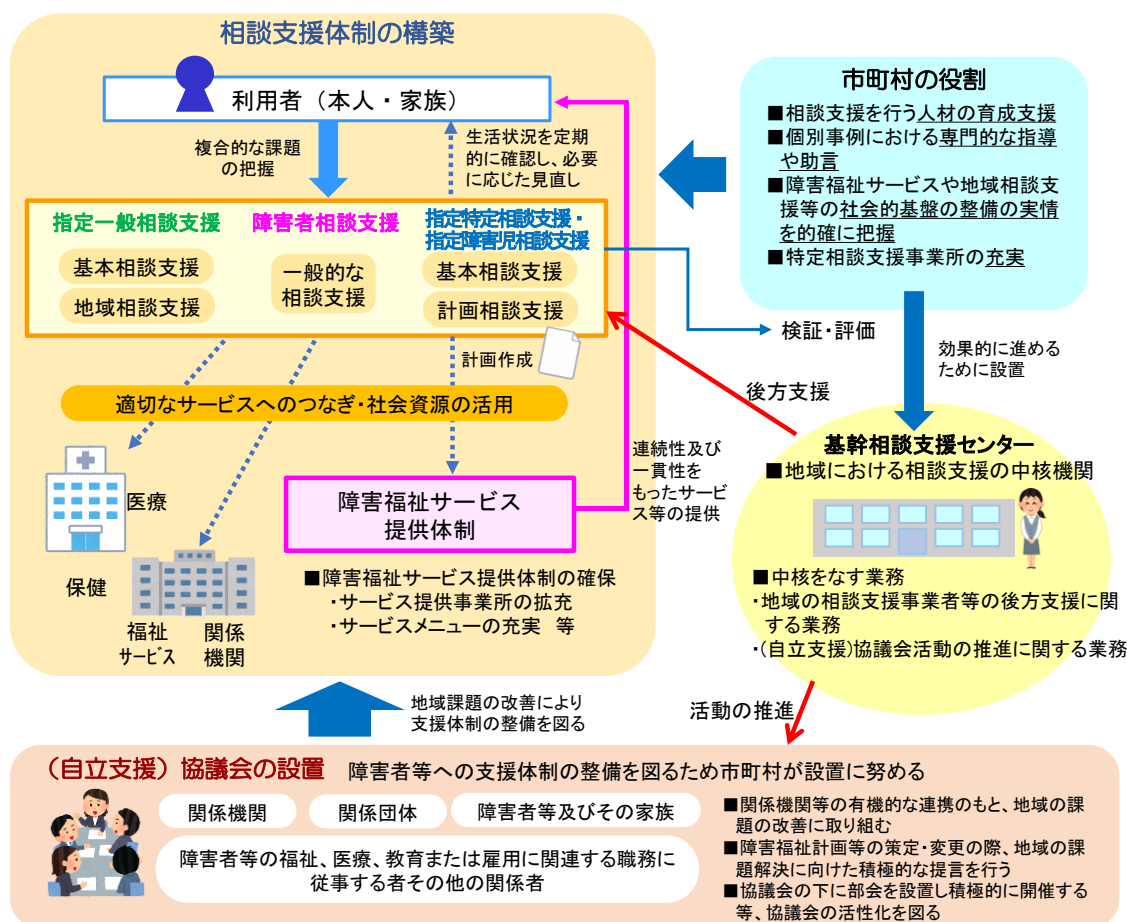 相談支援体制の構築
利用者（本人・家族）
複合的な課題
の把握
生活状況を定期
的に確認し、必要
に応じた見直し
指定一般相談支援
基本相談支援
地域相談支援
障害者相談支援
一般的な
相談支援
指定特定相談支援・
指定障害児相談支援
基本相談支援
計画相談支援
計画作成
適切なサービスへのつなぎ・社会資源の活用
医療
保健
福祉
サービス
関係
機関
障害福祉サービス
提供体制
■障害福祉サービス提供体制の確保
・サービス提供事業所の拡充
・サービスメニューの充実　等
連続性及び
一貫性を
もったサービ
ス等の提供
市町村の役割
■相談支援を行う人材の育成支援
■個別事例における専門的な指導
や助言
■障害福祉サービスや地域相談支
援等の社会的基盤の整備の実情
を的確に把握
■特定相談支援事業所の充実
検証・評価
効果的に進める
ために設置
後方支援
基幹相談支援センター
■地域における相談支援の中核機関
■中核をなす業務
・地域の相談支援事業者等の後方支援に関
する業務
・(自立支援)協議会活動の推進に関する業務
活動の推進
地域課題の改善により
支援体制の整備を図る
（自立支援）協議会の設置　障害者等への支援体制の整備を図るため市町村が設置に努める
関係機関
関係団体
障害者等及びその家族
障害者等の福祉、医療、教育または雇用に関連する職務に
従事する者その他の関係者
■関係機関等の有機的な連携のもと、地域の課
題の改善に取り組む
■障害福祉計画等の策定・変更の際、地域の課
題解決に向けた積極的な提言を行う
■協議会の下に部会を設置し積極的に開催する
等、協議会の活性化を図る